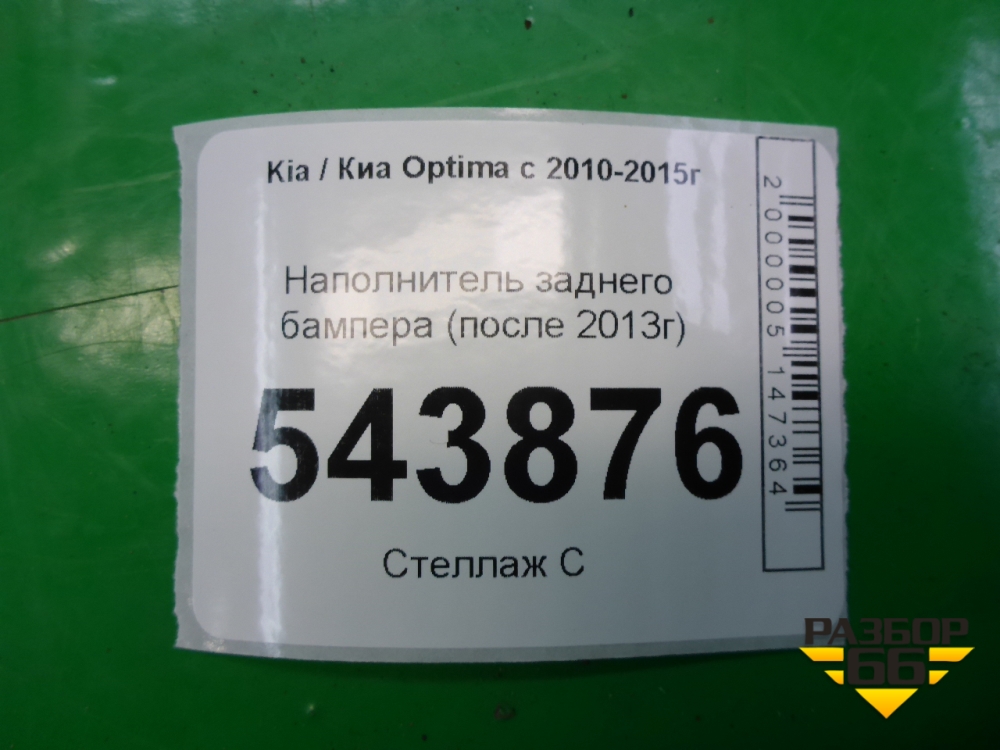 Kia / Киа Optima с 2010-2015г
Наполнитель заднего
бампера (после 2013г)
543876
Стеллаж С
2000005147364
РАЗБОР
66